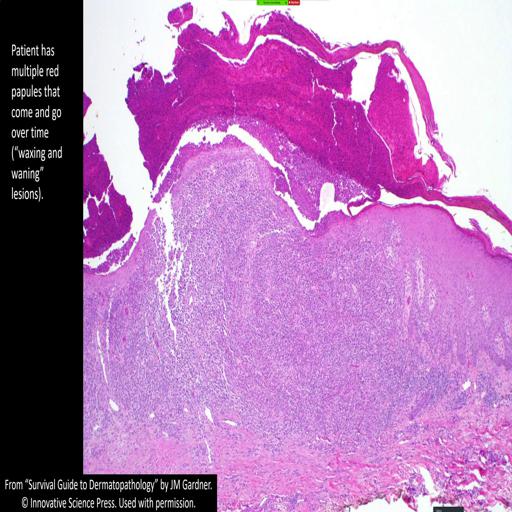 Patient has
multiple red
papules that
come and go
over time
("waxing and
waning"
lesions).
From "Survival Guide to Dermatopathology" by JM Gardner.
© Innovative Science Press. Used with permission.